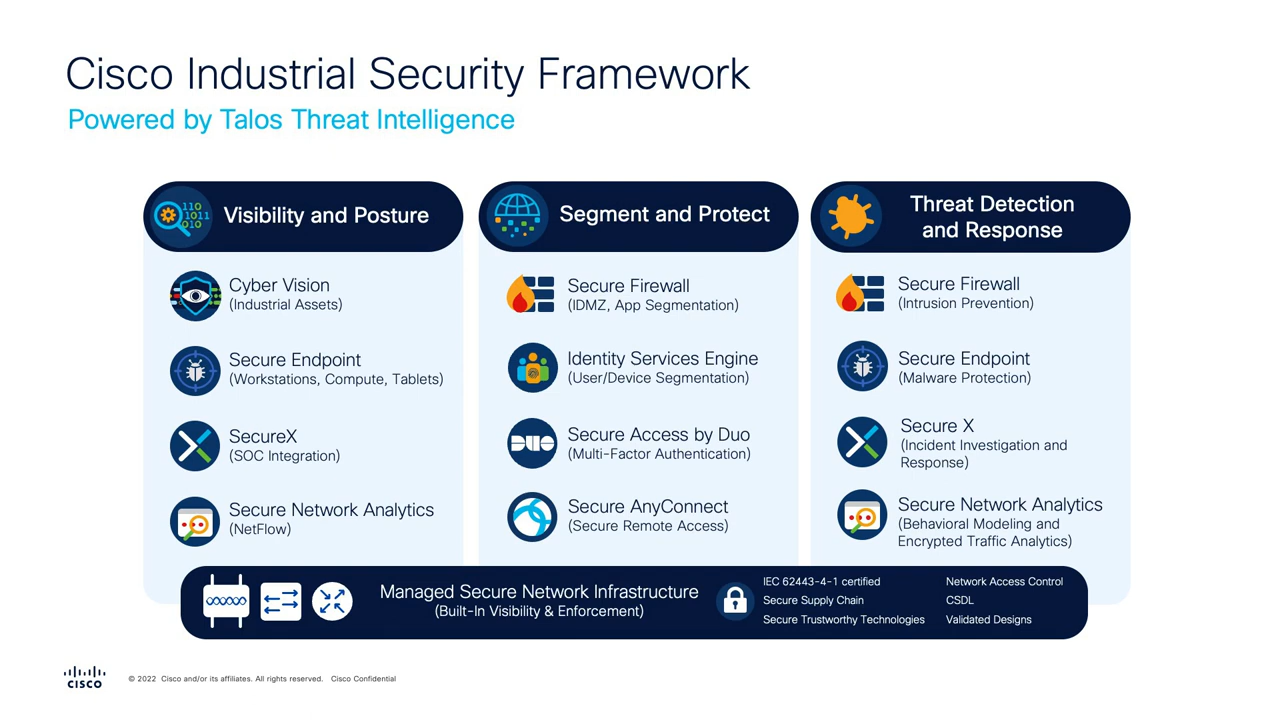 Cisco Industrial Security Framework
Powered by Talos Threat Intelligence
110
1011
010
Visibility and Posture
Cyber Vision
(Industrial Assets)
Secure Endpoint
(Workstations, Compute, Tablets)
SecureX
(SOC Integration)
Secure Network Analytics
(NetFlow)
Segment and Protect
Secure Firewall
(IDMZ, App Segmentation)
Identity Services Engine
(User/Device Segmentation)
DUO
Secure Access by Duo
(Multi-Factor Authentication)
Secure AnyConnect
(Secure Remote Access)
Threat Detection
and Response
Secure Firewall
(Intrusion Prevention)
Secure Endpoint
(Malware Protection)
Secure X
(Incident Investigation and
Response)
Secure Network Analytics
(Behavioral Modeling and
Encrypted Traffic Analytics)
Managed Secure Network Infrastructure
(Built-In Visibility & Enforcement)
IEC 62443-4-1 certified
Secure Supply Chain
Secure Trustworthy Technologies
Network Access Control
CSDL
Validated Designs
CISCO
© 2022 Cisco and/or its affiliates. All rights reserved. Cisco Confidential